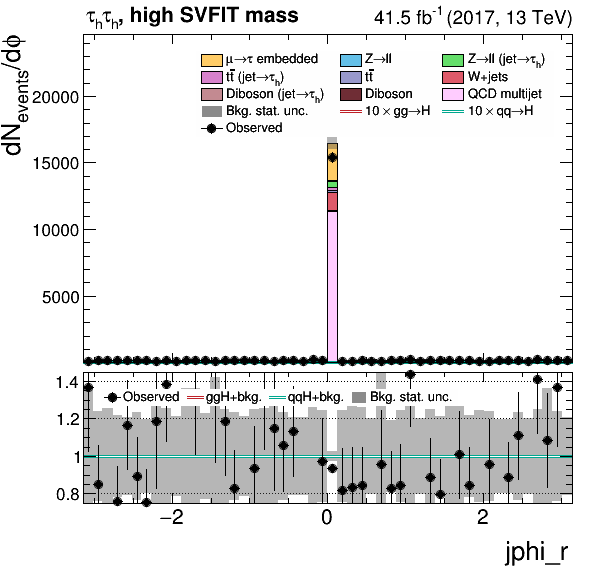 τhτh, high SVFIT mass 41.5 fb⁻¹ (2017, 13 TeV)
dNevents/dϕ
μ→τ embedded Z→ll Z→ll (jet→τh)
tt̄ (jet→τh) tt̄ W+jets
Diboson (jet→τh) Diboson QCD multijet
Bkg. stat. unc. 10×gg→H 10×qq→H
Observed
20000
15000
10000
5000
1.4
Observed ggH+bkg. qqH+bkg. Bkg. stat. unc.
1.2
1
0.8
−2 0 2
jphi_r